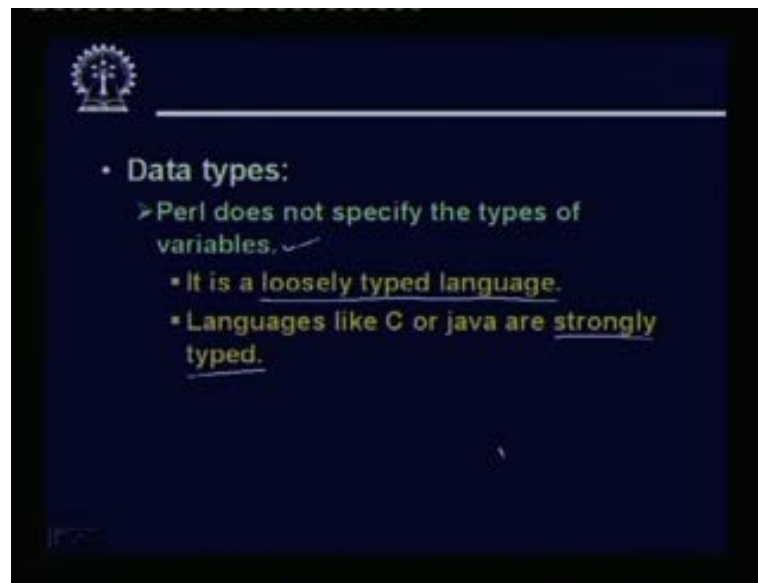 • Data types:
➢Perl does not specify the types of
variables.
▪ It is a loosely typed language.
▪ Languages like C or java are strongly
typed.